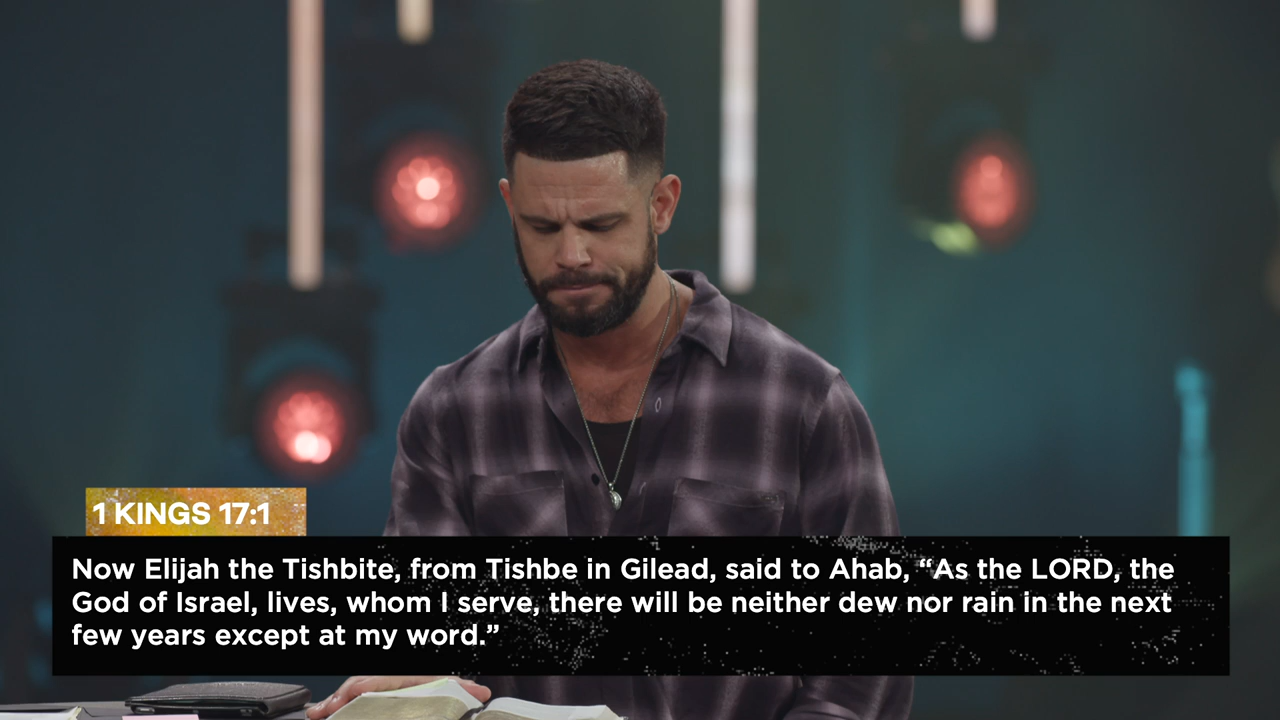 1 KINGS 17:1
Now Elijah the Tishbite, from Tishbe in Gilead, said to Ahab, “As the LORD, the
God of Israel, lives, whom I serve, there will be neither dew nor rain in the next
few years except at my word.”